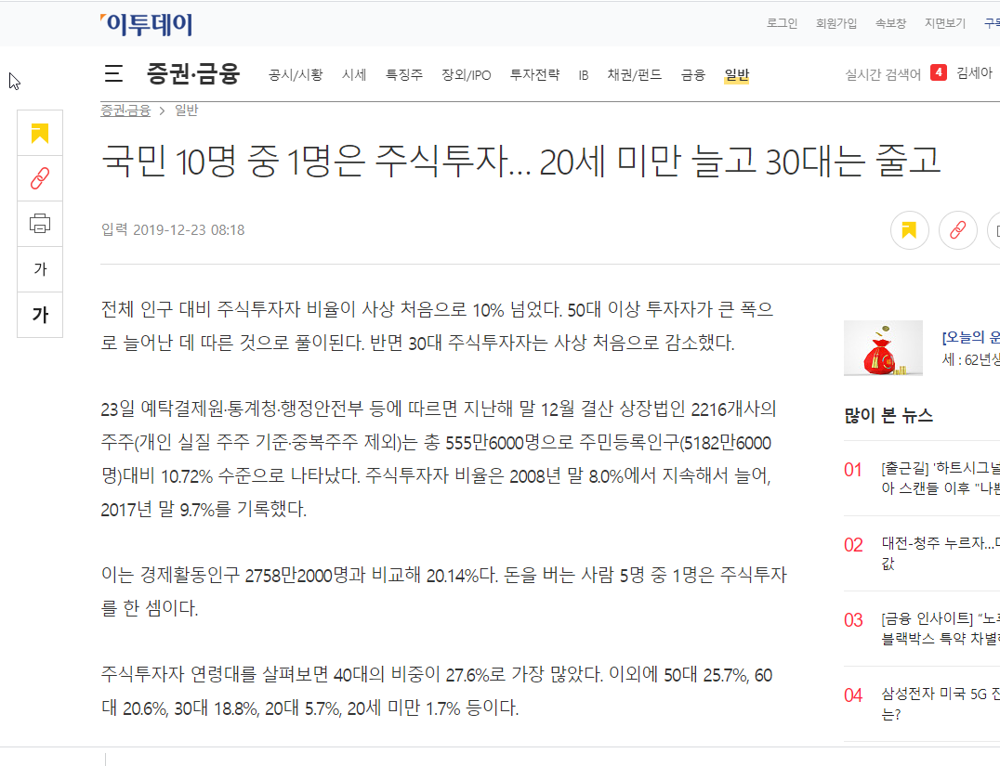 이투데이
로그인 회원가입 속보창 지면보기
증권·금융 공시/시황 시세 특징주 장외/IPO 투자전략 IB 채권/펀드 금융 일반 실시간 검색어 4 김세아
증권·금융 > 일반
국민 10명 중 1명은 주식투자... 20세 미만 늘고 30대는 줄고
입력 2019-12-23 08:18
가
가
전체 인구 대비 주식투자자 비율이 사상 처음으로 10% 넘었다. 50대 이상 투자자가 큰 폭으
로 늘어난 데 따른 것으로 풀이된다. 반면 30대 주식투자자는 사상 처음으로 감소했다.
23일 예탁결제원·통계청·행정안전부 등에 따르면 지난해 말 12월 결산 상장법인 2216개사의
주주(개인 실질 주주 기준·중복주주 제외)는 총 555만6000명으로 주민등록인구(5182만6000
명)대비 10.72% 수준으로 나타났다. 주식투자자 비율은 2008년 말 8.0%에서 지속해서 늘어,
2017년 말 9.7%를 기록했다.
이는 경제활동인구 2758만2000명과 비교해 20.14%다. 돈을 버는 사람 5명 중 1명은 주식투자
를 한 셈이다.
주식투자자 연령대를 살펴보면 40대의 비중이 27.6%로 가장 많았다. 이외에 50대 25.7%, 60
대 20.6%, 30대 18.8%, 20대 5.7%, 20세 미만 1.7% 등이다.
[오늘의
세 : 62년생
많이 본 뉴스
01 [출근길] '하트시그널
아 스캔들 이후
02 대전-청주 누르자...
값
03 [금융 인사이트]
블랙박스 특약
04 삼성전자 미국 5G
는?